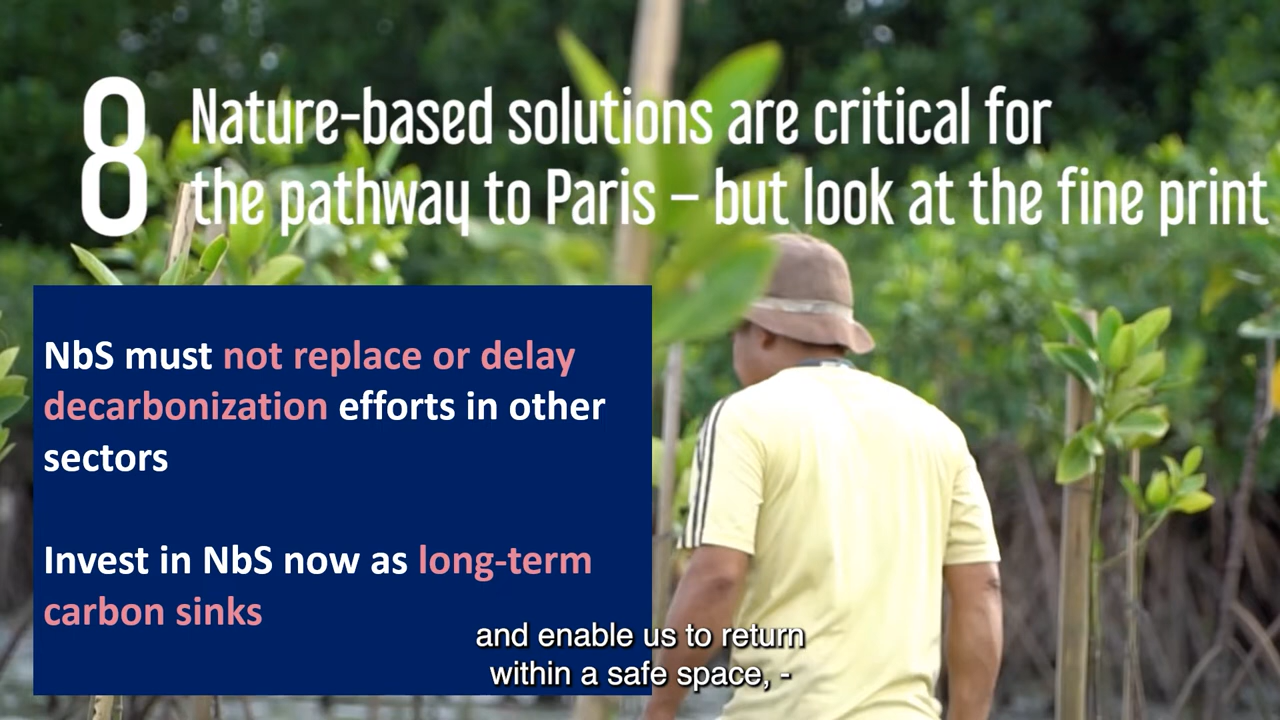 8
Nature-based solutions are critical for
the pathway to Paris – but look at the fine print
NbS must not replace or delay
decarbonization efforts in other
sectors
Invest in NbS now as long-term
carbon sinks
and enable us to return
within a safe space, -